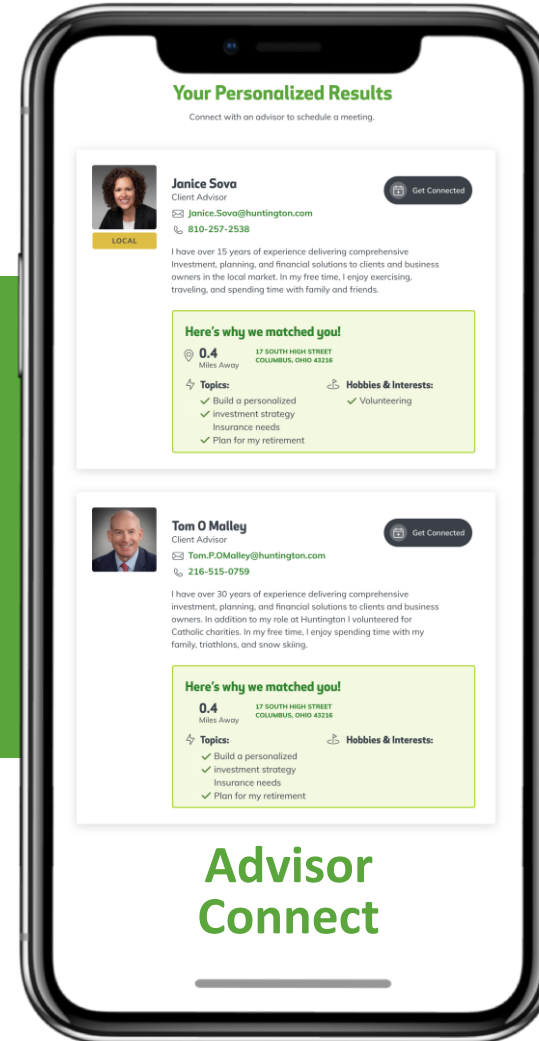 Your Personalized Results
Connect with an advisor to schedule a meeting.
Janice Sova
Client Advisor
Get Connected
Janice.Sova@huntington.com
LOCAL
810-257-2538
I have over 15 years of experience delivering comprehensive
Investment, planning, and financial solutions to clients and business
owners in the local market. In my free time, I enjoy exercising,
traveling, and spending time with family and friends.
Here's why we matched you!
0.4
Miles Away
17 SOUTH HIGH STREET
COLUMBUS, OHIO 43216
Topics:
Build a personalized
investment strategy
Insurance needs
Plan for my retirement
Hobbies & Interests:
Volunteering
Tom O Malley
Client Advisor
Get Connected
Tom.P.OMalley@huntington.com
216-515-0759
I have over 30 years of experience delivering comprehensive
investment, planning, and financial solutions to clients and business
owners. In addition to my role at Huntington I volunteered for
Catholic charities. In my free time, I enjoy spending time with my
family, triathlons, and snow skiing.
Here's why we matched you!
0.4
Miles Away
17 SOUTH HIGH STREET
COLUMBUS, OHIO 43216
Topics:
Build a personalized
investment strategy
Insurance needs
Plan for my retirement
Hobbies & Interests:
Advisor
Connect